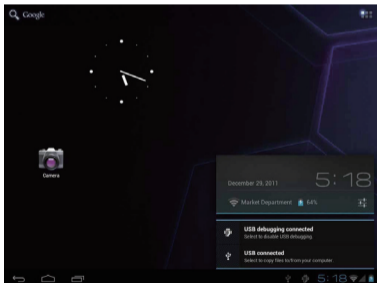 Google
Camera
December 29, 2011
5:18
Market Department 64%
USB debugging connected
Select to disable USB debugging.
USB connected
Select to copy files to/from your computer.
5:18